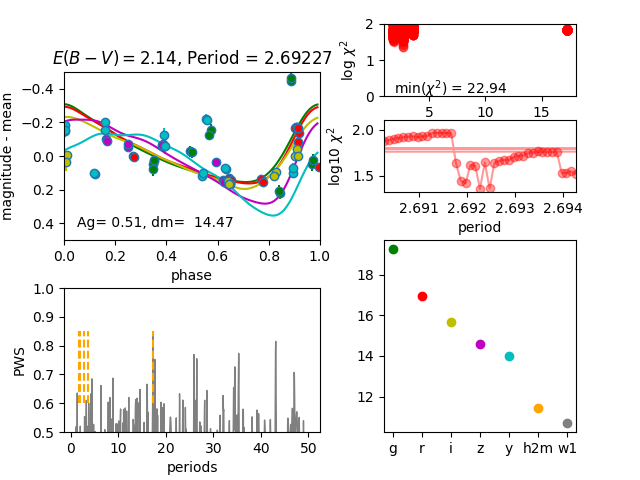 E(B − V) = 2.14, Period = 2.69227
magnitude - mean
−0.4
−0.2
0.0
0.2
0.4
Ag= 0.51, dm=  14.47
0.0 0.2 0.4 0.6 0.8 1.0
phase
log χ²
2
1
0
min(χ²) = 22.94
5 10 15
log10 χ²
2.0
1.5
2.691 2.692 2.693 2.694
period
PWS
1.0
0.9
0.8
0.7
0.6
0.5
0 10 20 30 40 50
periods
18
16
14
12
g r i z y h2m w1